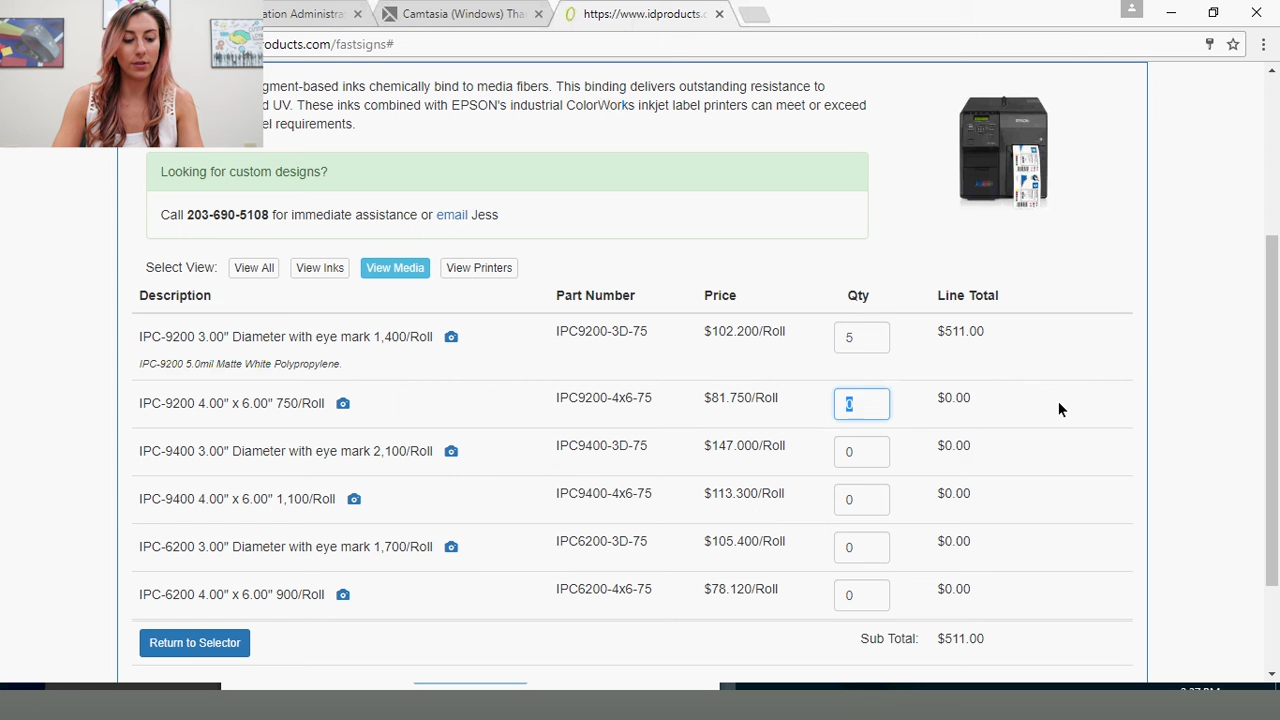 ation Administra
Camtasia (Windows) Tha
https://www.idproducts.c
oducts.com/fastsigns#
gment-based inks chemically bind to media fibers. This binding delivers outstanding resistance to
d UV. These inks combined with EPSON's industrial ColorWorks inkjet label printers can meet or exceed
el requirements.
EPSON
Looking for custom designs?
Call 203-690-5108 for immediate assistance or email Jess
Select View: View All View Inks View Media View Printers
Description Part Number Price Qty Line Total
IPC-9200 3.00" Diameter with eye mark 1,400/Roll IPC9200-3D-75 $102.200/Roll 5 $511.00
IPC-9200 5.0mil Matte White Polypropylene.
IPC-9200 4.00" x 6.00" 750/Roll IPC9200-4x6-75 $81.750/Roll 0 $0.00
IPC-9400 3.00" Diameter with eye mark 2,100/Roll IPC9400-3D-75 $147.000/Roll 0 $0.00
IPC-9400 4.00" x 6.00" 1,100/Roll IPC9400-4x6-75 $113.300/Roll 0 $0.00
IPC-6200 3.00" Diameter with eye mark 1,700/Roll IPC6200-3D-75 $105.400/Roll 0 $0.00
IPC-6200 4.00" x 6.00" 900/Roll IPC6200-4x6-75 $78.120/Roll 0 $0.00
Return to Selector Sub Total: $511.00